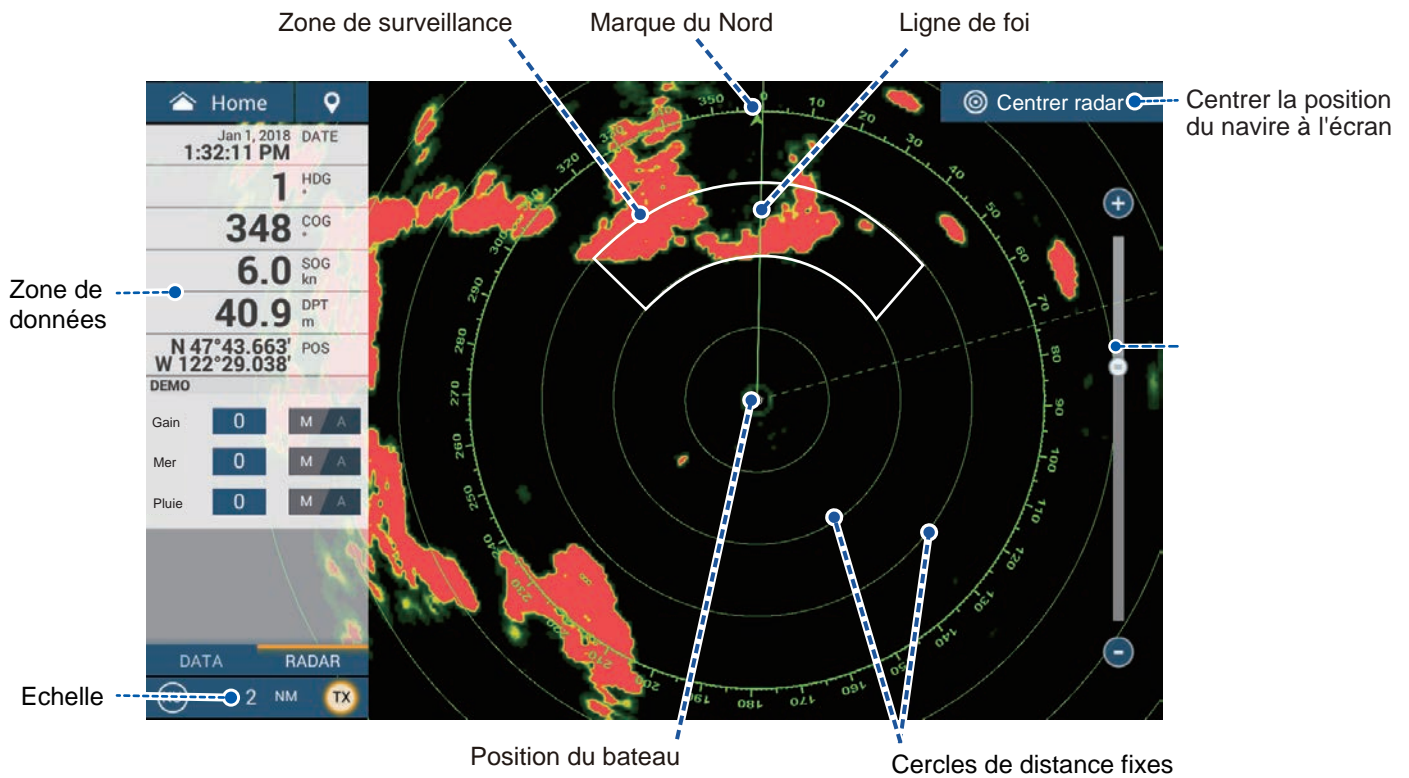 Zone de surveillance
Marque du Nord
Ligne de foi
Home
Centrer radar
Centrer la position
du navire à l'écran
Jan 1, 2018 DATE
1:32:11 PM
1 HDG °
348 COG °
6.0 SOG kn
40.9 DPT m
N 47°43.663' POS
W 122°29.038'
DEMO
Gain 0 M A
Mer 0 M A
Pluie 0 M A
Zone de
données
DATA RADAR
Echelle
2 NM TX
350 0 10 20 30 40 50 60 70 80 90 100 110 120 130 140 150 160 170 180 190 200 210 220 230 240 250 260 270 280 290 300 320
+
-
Position du bateau
Cercles de distance fixes